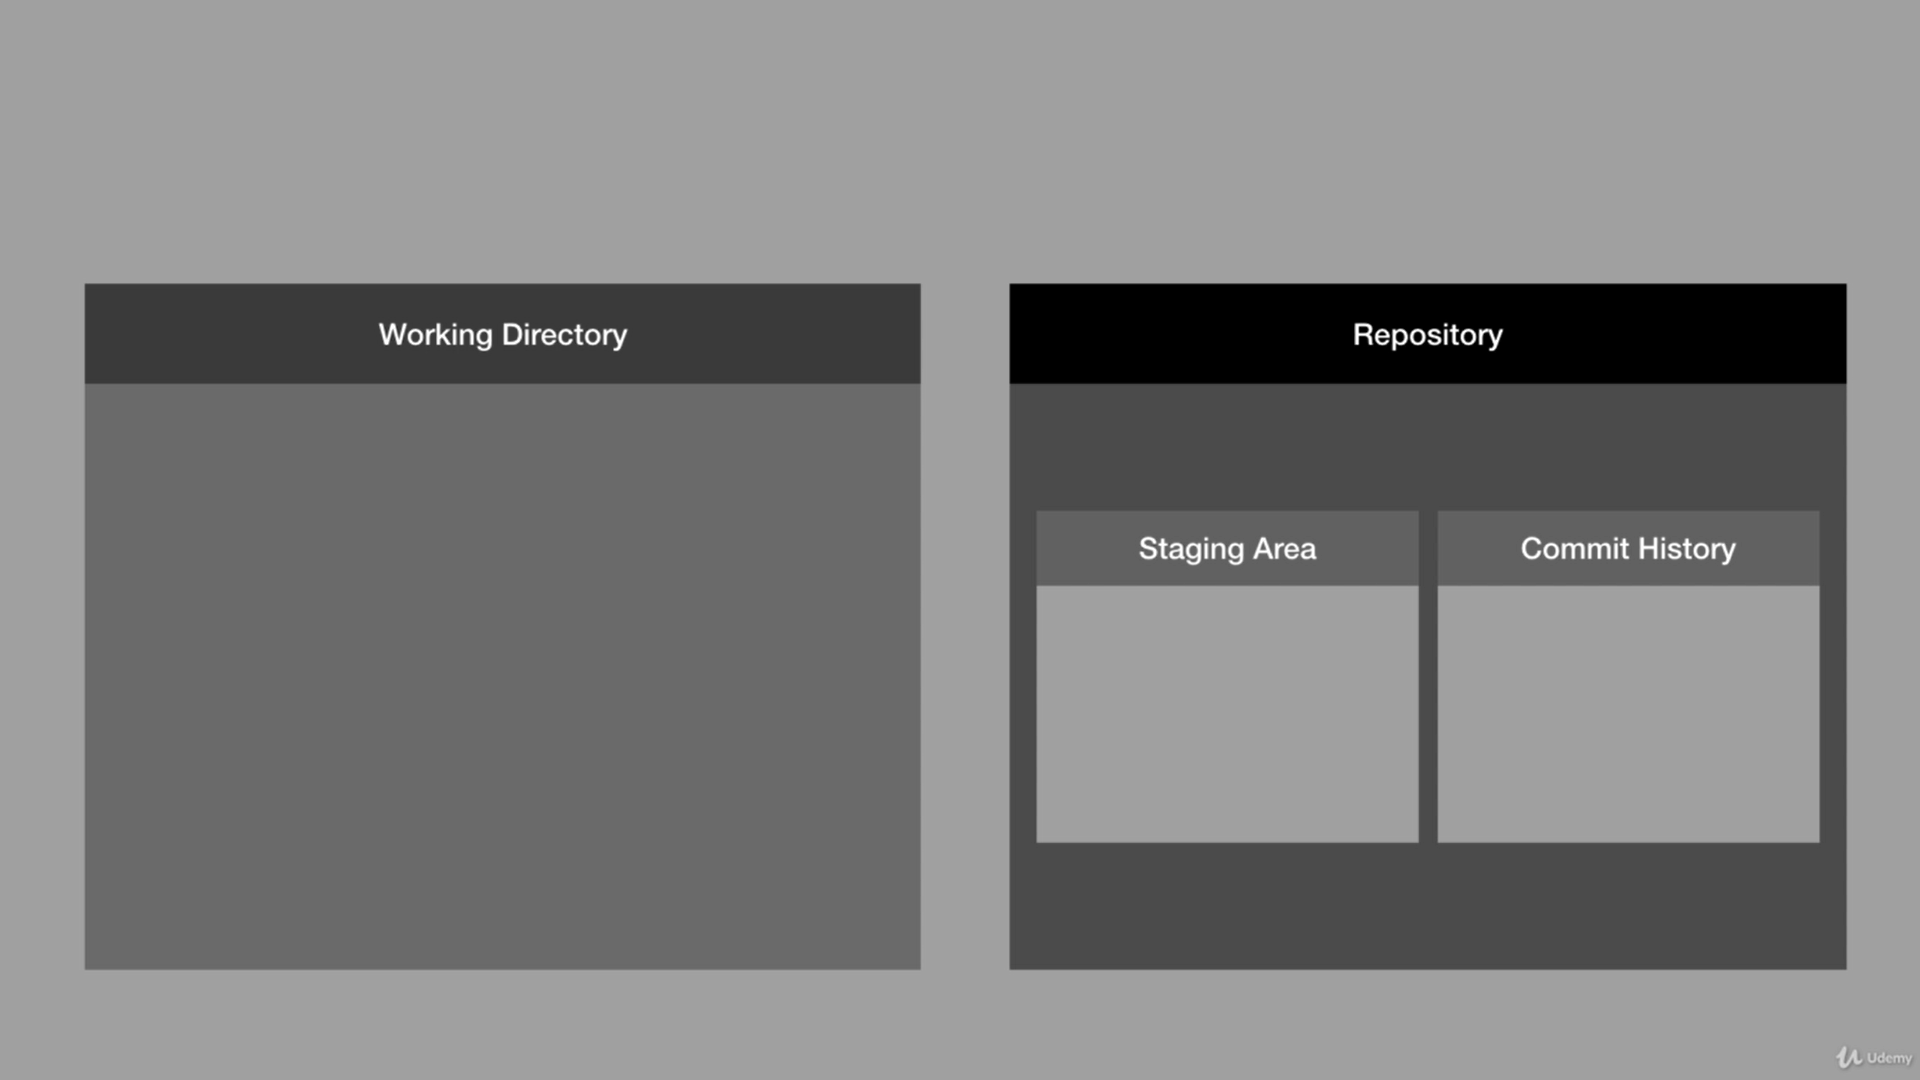 Working Directory
Repository
Staging Area
Commit History
Udemy